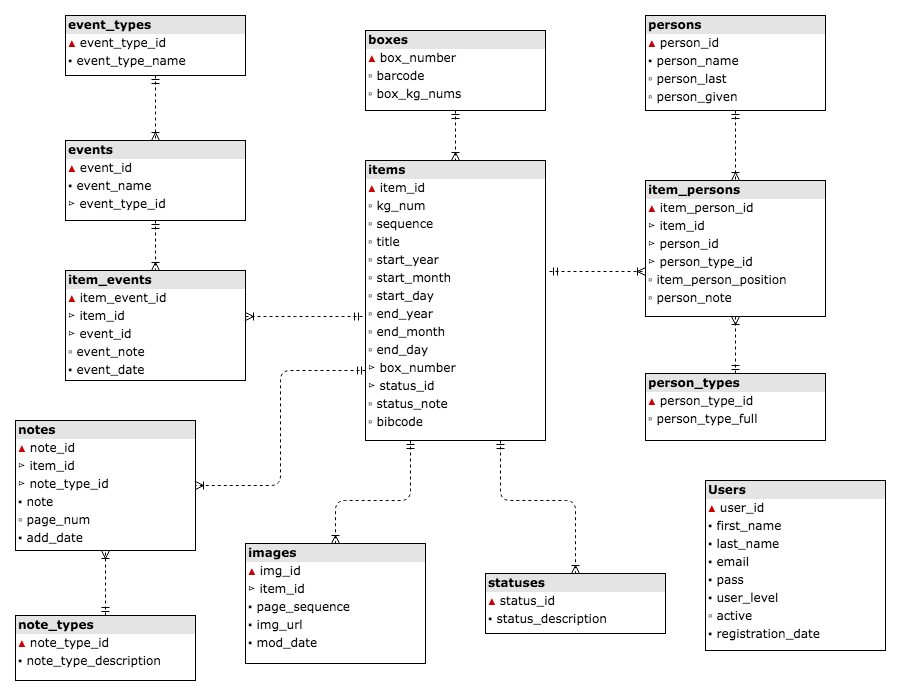 event_types
event_type_id
event_type_name
boxes
box_number
barcode
box_kg_nums
persons
person_id
person_name
person_last
person_given
events
event_id
event_name
event_type_id
items
item_id
kg_num
sequence
title
start_year
start_month
start_day
end_year
end_month
end_day
box_number
status_id
status_note
bibcode
item_persons
item_person_id
item_id
person_id
person_type_id
item_person_position
person_note
item_events
item_event_id
item_id
event_id
event_note
event_date
person_types
person_type_id
person_type_full
notes
note_id
item_id
note_type_id
note
page_num
add_date
Users
user_id
first_name
last_name
email
pass
user_level
active
registration_date
images
img_id
item_id
page_sequence
img_url
mod_date
statuses
status_id
status_description
note_types
note_type_id
note_type_description